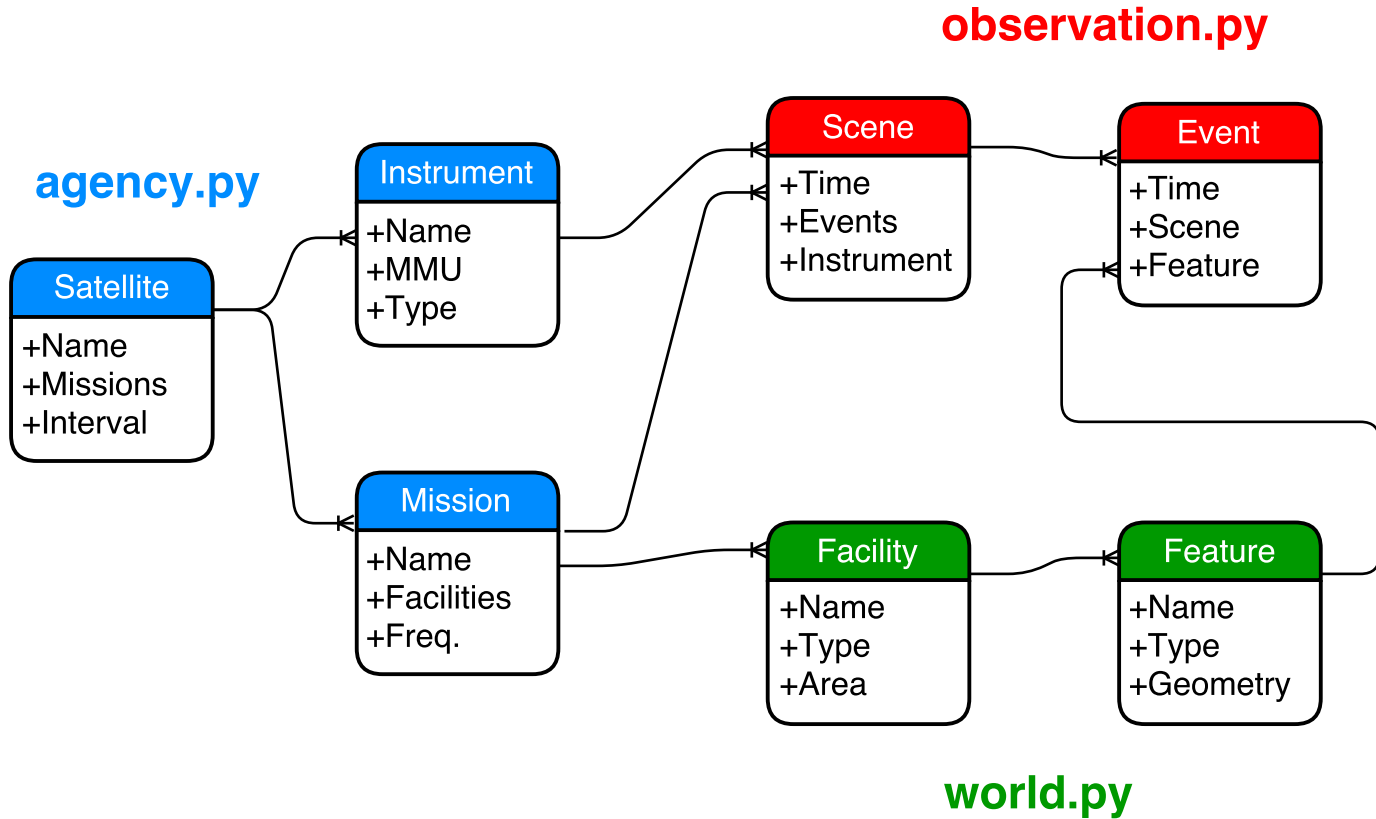 observation.py
agency.py
Satellite
+Name
+Missions
+Interval
Instrument
+Name
+MMU
+Type
Mission
+Name
+Facilities
+Freq.
Scene
+Time
+Events
+Instrument
Event
+Time
+Scene
+Feature
Facility
+Name
+Type
+Area
Feature
+Name
+Type
+Geometry
world.py